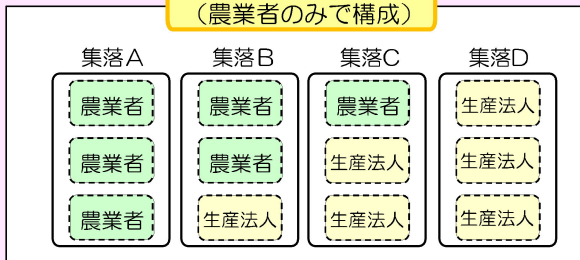 (農業者のみで構成)
集落A 集落B 集落C 集落D
農業者 農業者 農業者 生産法人
農業者 農業者 生産法人 生産法人
農業者 生産法人 生産法人 生産法人